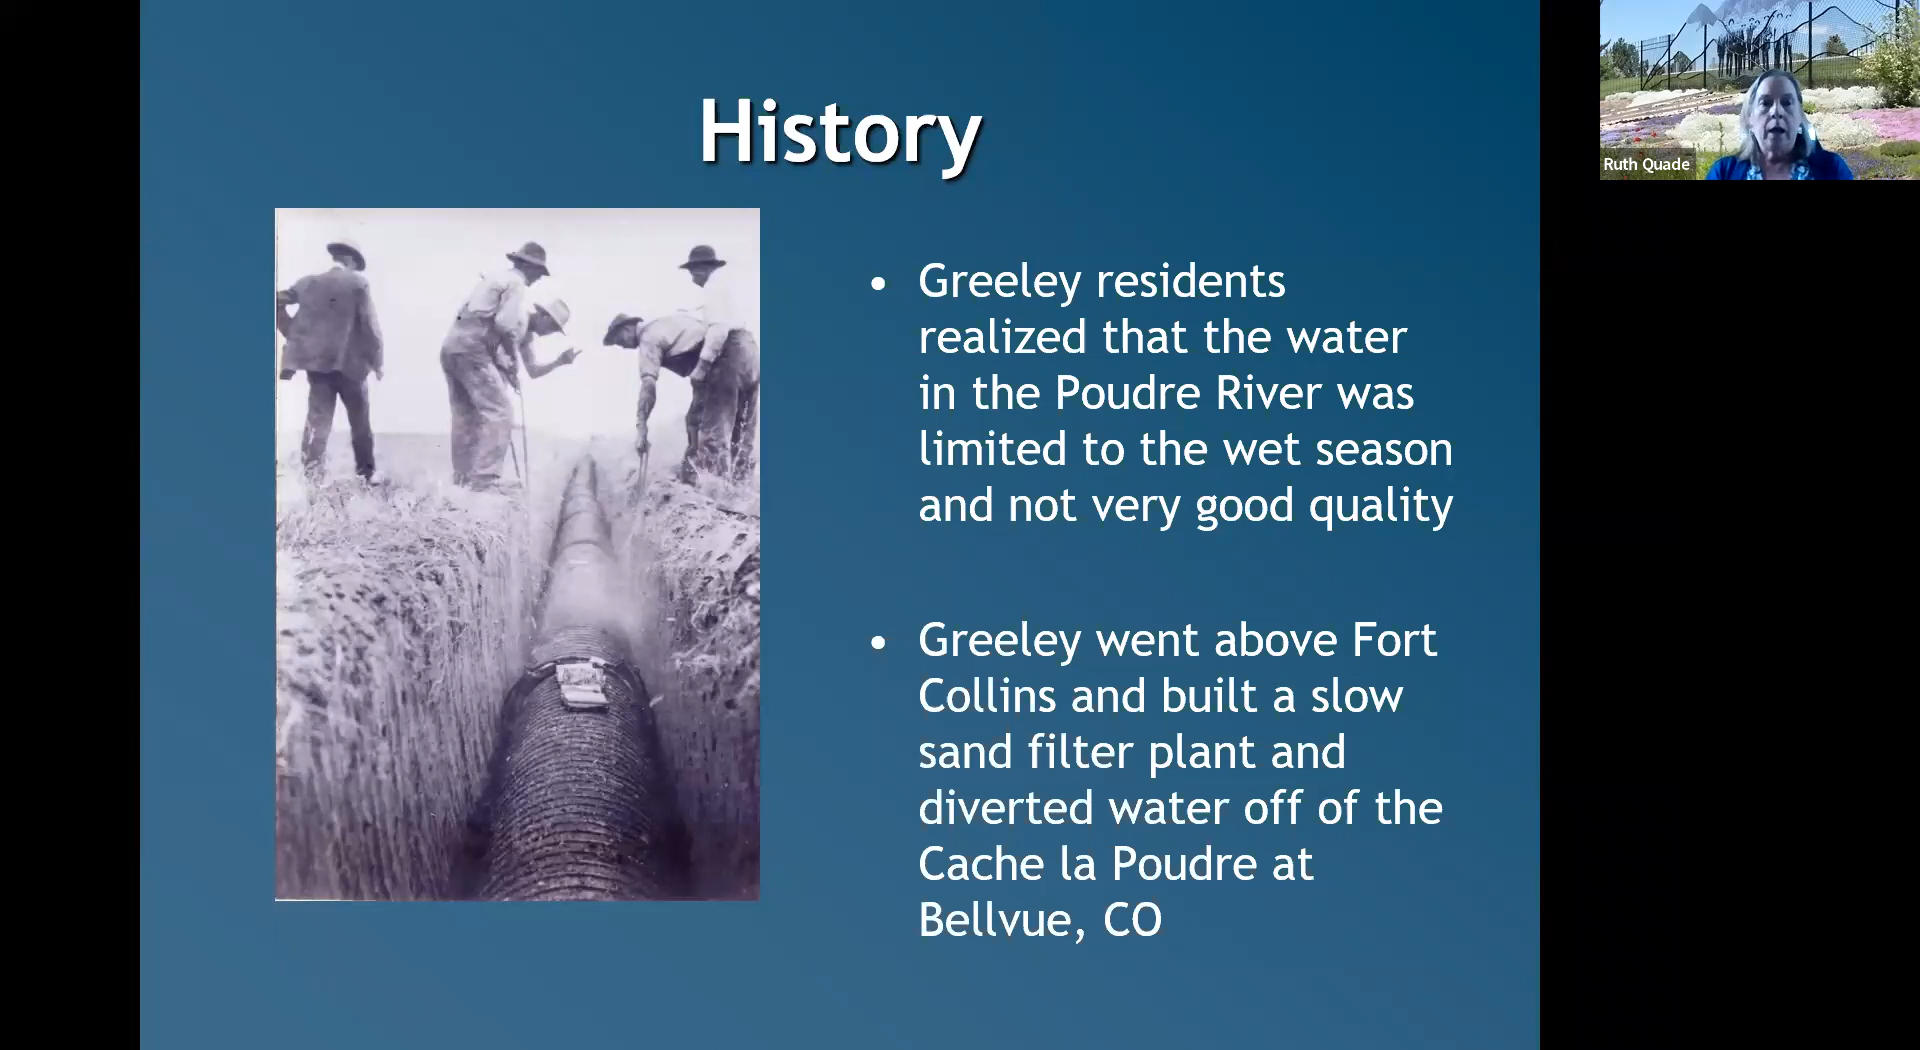 History
Ruth Quade
• Greeley residents
realized that the water
in the Poudre River was
limited to the wet season
and not very good quality
• Greeley went above Fort
Collins and built a slow
sand filter plant and
diverted water off of the
Cache la Poudre at
Bellvue, CO